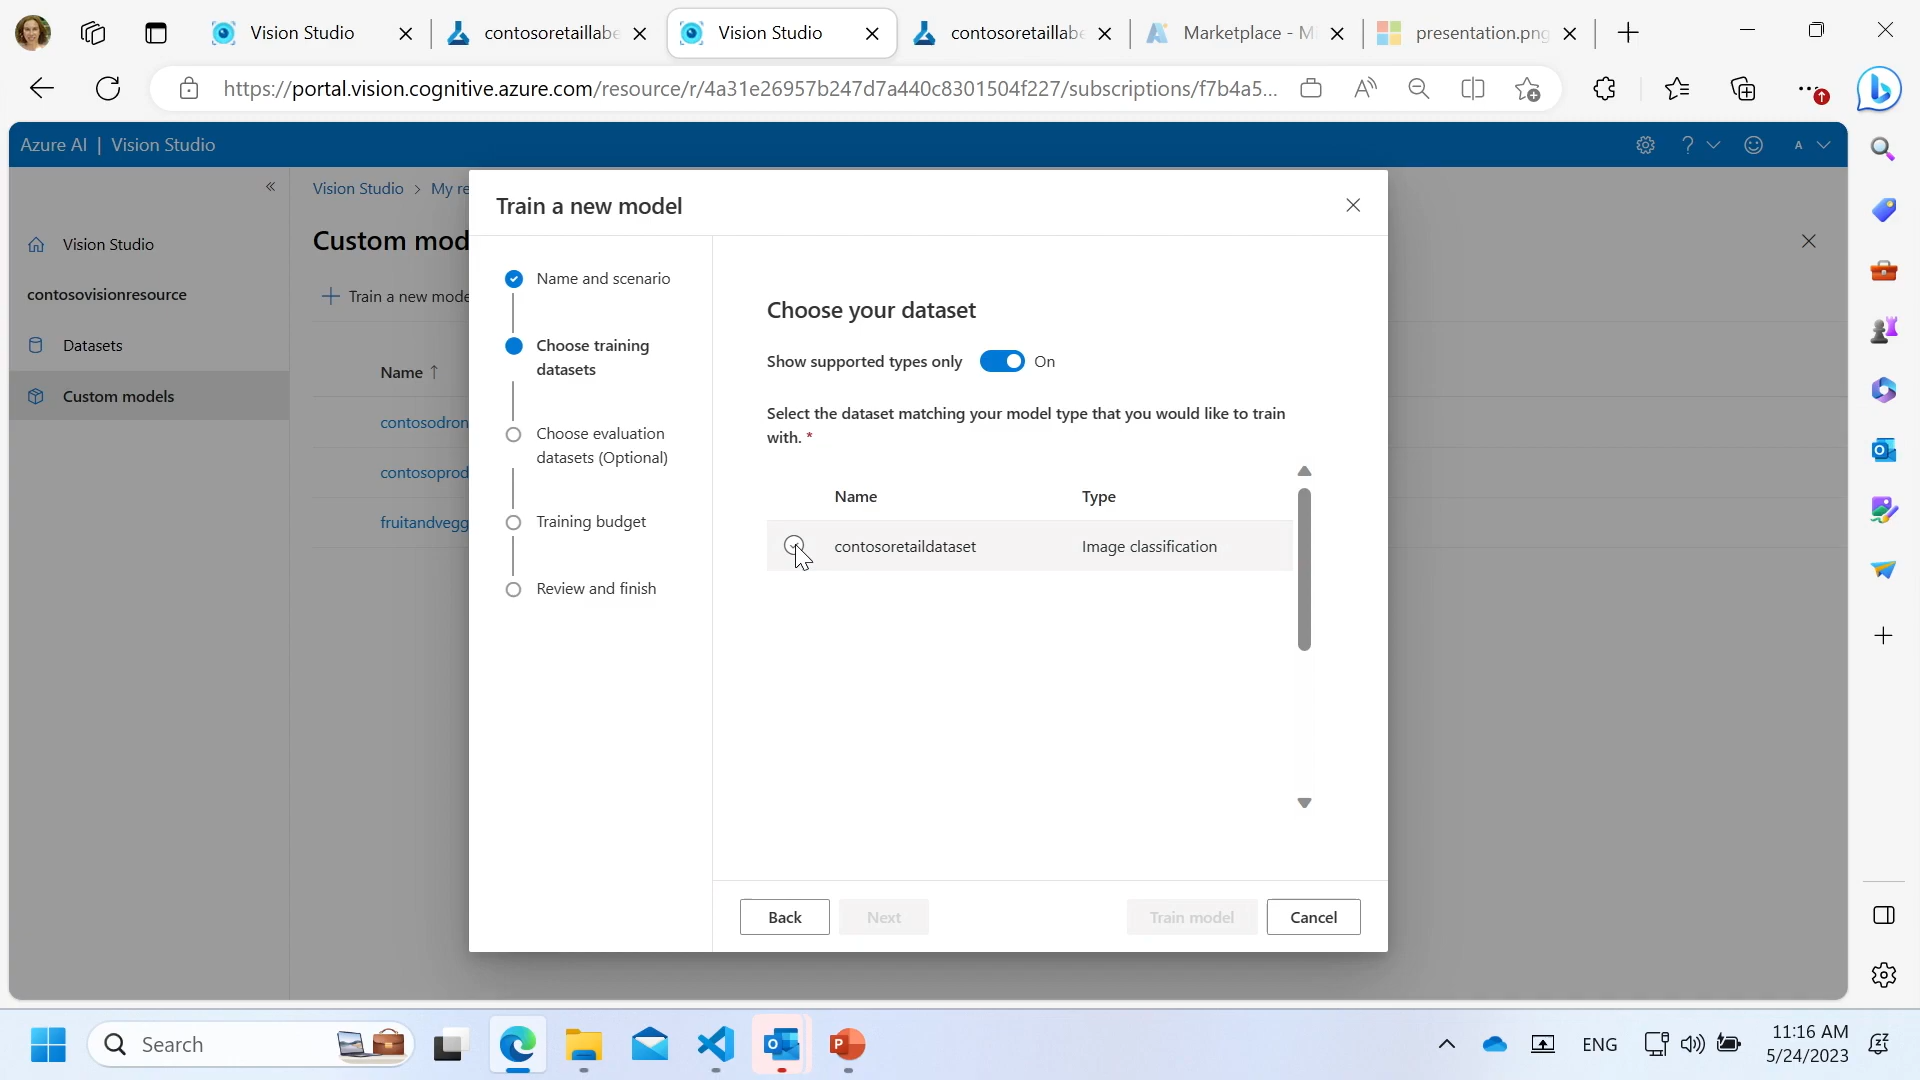 Vision Studio
contosoretaillabe
Vision Studio
contosoretaillabe
Marketplace - Mi
presentation.png
https://portal.vision.cognitive.azure.com/resource/r/4a31e26957b247d7a440c8301504f227/subscriptions/f7b4a5...
Azure AI | Vision Studio
A
Vision Studio > My re
Train a new model
Custom mod
Vision Studio
contosovisionresource
Train a new mode
Datasets
Custom models
Name ↑
contosodron
contosoprod
fruitandvegg
Name and scenario
Choose training
datasets
Choose evaluation
datasets (Optional)
Training budget
Review and finish
Choose your dataset
Show supported types only
On
Select the dataset matching your model type that you would like to train
with. *
Name
Type
contosoretaildataset
Image classification
Back
Next
Train model
Cancel
Search
ENG
11:16 AM
5/24/2023